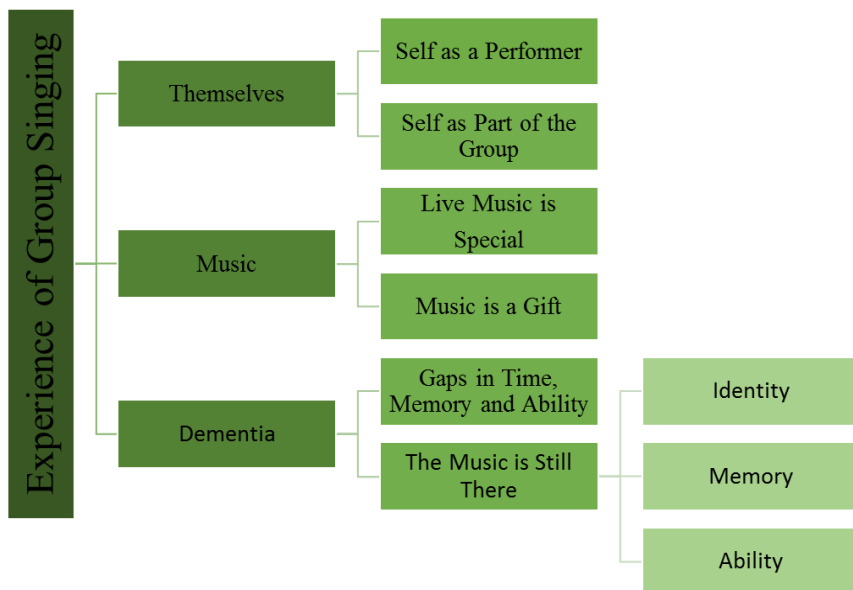 Experience of Group Singing
Themselves
Self as a Performer
Self as Part of the
Group
Music
Live Music is
Special
Music is a Gift
Dementia
Gaps in Time,
Memory and Ability
The Music is Still
There
Identity
Memory
Ability